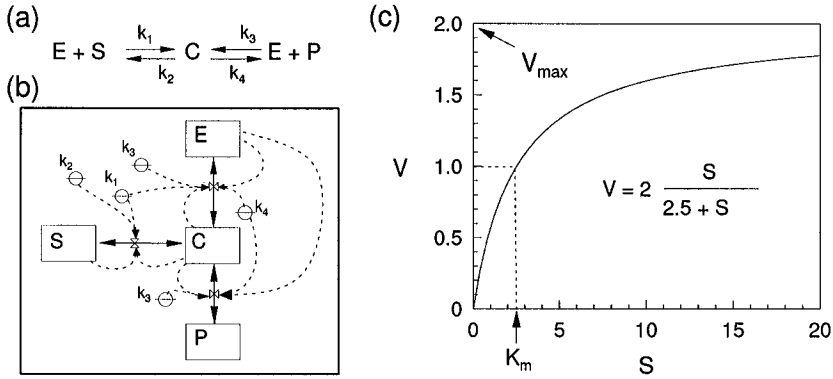 (a)
k₁ k₃
E + S C E + P
k₂ k₄
(b)
E
k₃
k₂
k₁
k₄
S
C
k₃
P
(c)
2.0
Vmax
1.5
V
1.0
V = 2 S
2.5 + S
0.5
0
0 5 10 15 20
Km
S